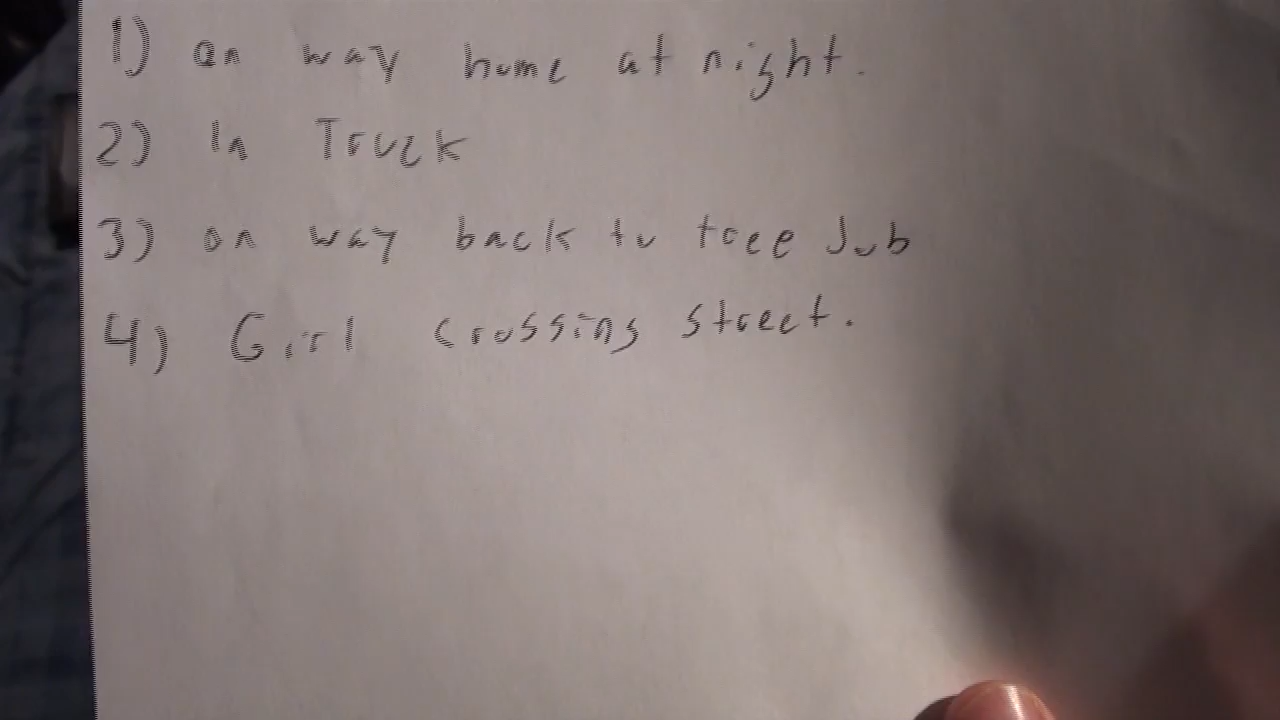 1) on way home at night.
2) In Truck
3) on way back to tree Job
4) Girl crossing street.